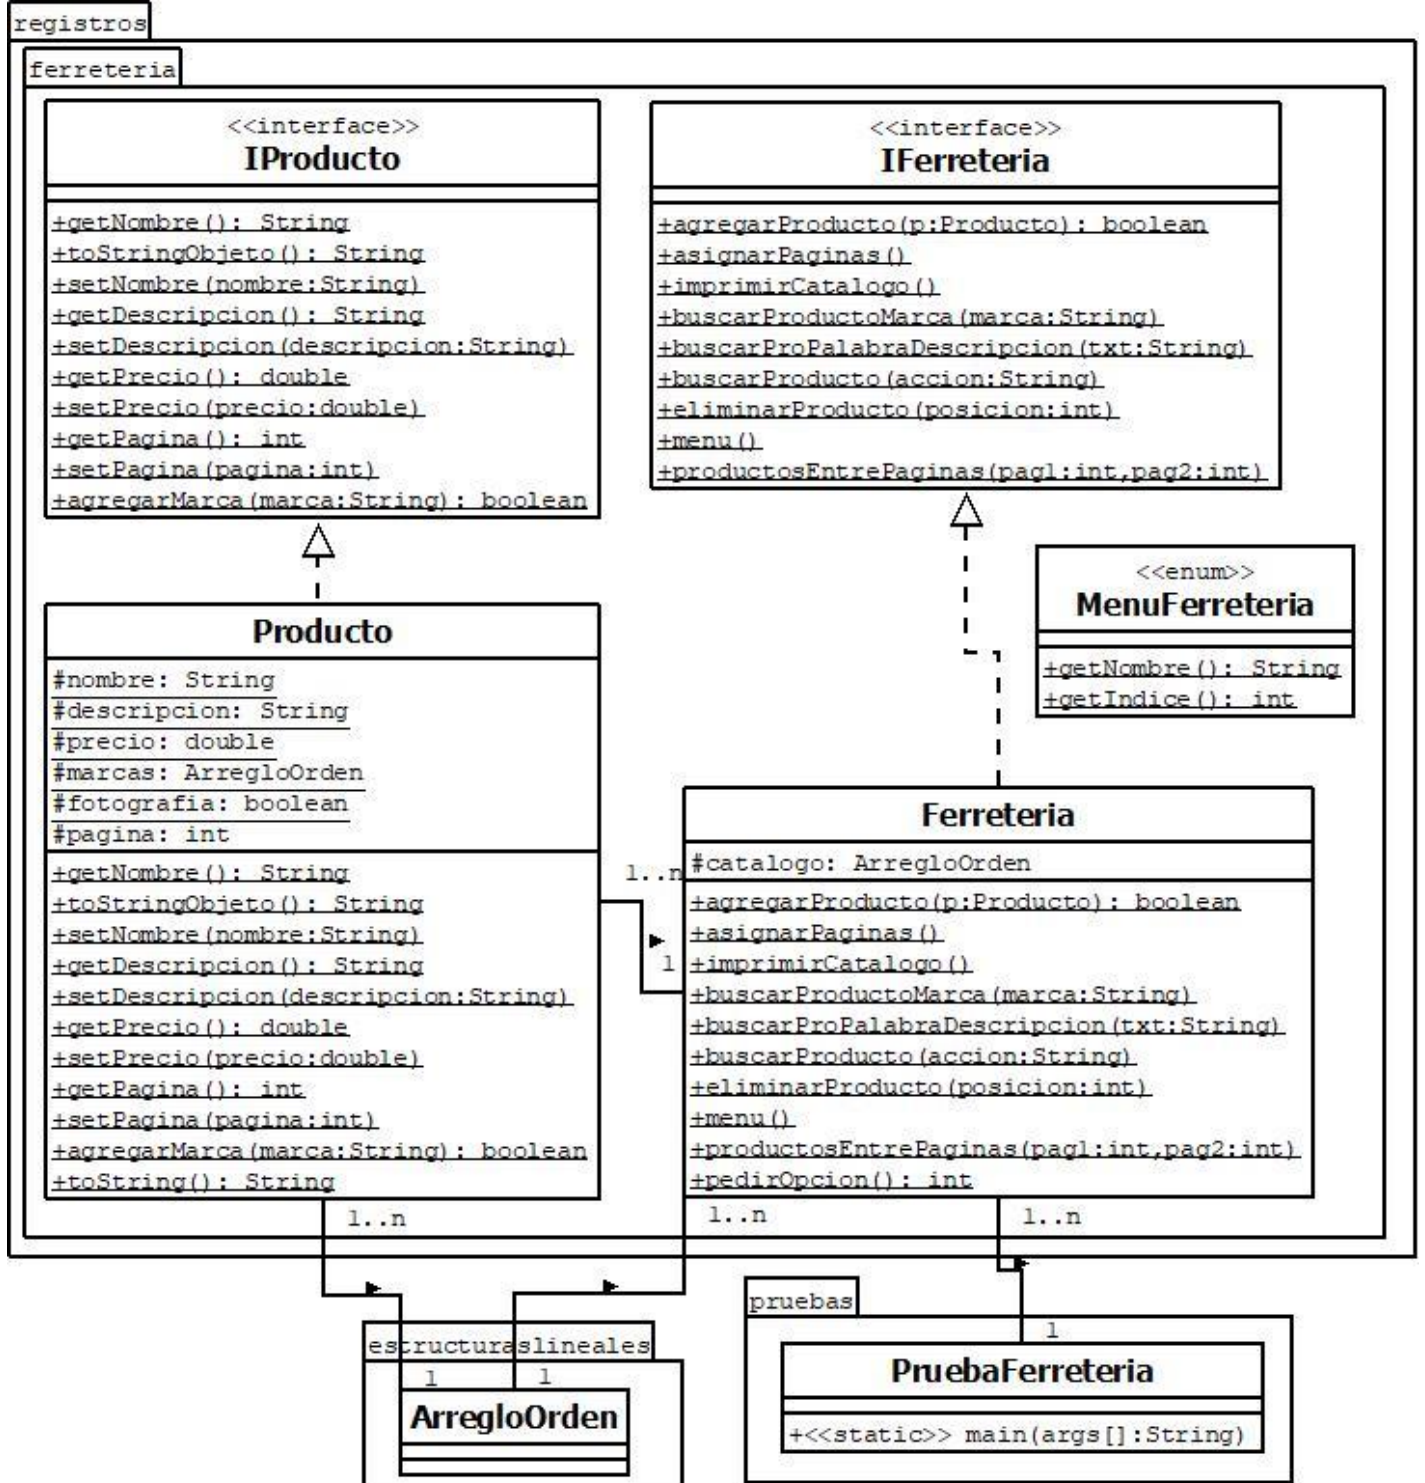 registros
ferreteria
<<interface>>
IProducto
+getNombre(): String
+toStringObjeto(): String
+setNombre(nombre:String)
+getDescripcion(): String
+setDescripcion(descripcion:String)
+getPrecio(): double
+setPrecio(precio:double)
+getPagina(): int
+setPagina(pagina:int)
+agregarMarca(marca:String): boolean
<<interface>>
IFerreteria
+agregarProducto(p:Producto): boolean
+asignarPaginas()
+imprimirCatalogo()
+buscarProductoMarca(marca:String)
+buscarProPalabraDescripcion(txt:String)
+buscarProducto(accion:String)
+eliminarProducto(posicion:int)
+menu()
+productosEntrePaginas(pag1:int,pag2:int)
<<enum>>
MenuFerreteria
+getNombre(): String
+getIndice(): int
Producto
#nombre: String
#descripcion: String
#precio: double
#marcas: ArregloOrden
#fotografia: boolean
#pagina: int
+getNombre(): String
+toStringObjeto(): String
+setNombre(nombre:String)
+getDescripcion(): String
+setDescripcion(descripcion:String)
+getPrecio(): double
+setPrecio(precio:double)
+getPagina(): int
+setPagina(pagina:int)
+agregarMarca(marca:String): boolean
+toString(): String
1..n
1
Ferreteria
#catalogo: ArregloOrden
+agregarProducto(p:Producto): boolean
+asignarPaginas()
+imprimirCatalogo()
+buscarProductoMarca(marca:String)
+buscarProPalabraDescripcion(txt:String)
+buscarProducto(accion:String)
+eliminarProducto(posicion:int)
+menu()
+productosEntrePaginas(pag1:int,pag2:int)
+pedirOpcion(): int
1..n
1..n
1..n
estructuraslineales
1
1
ArregloOrden
pruebas
1
PruebaFerreteria
+<<static>> main(args[]:String)